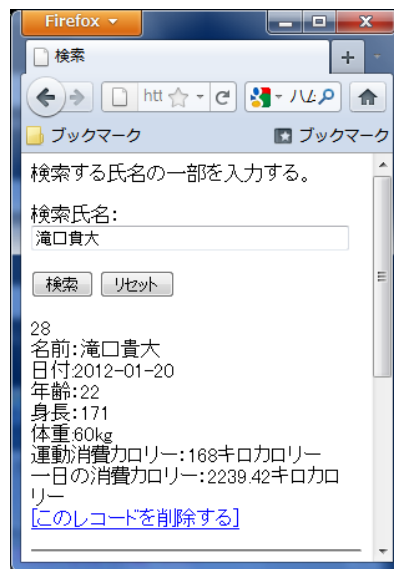 Firefox
検索
htt
ブックマーク
ブックマーク
検索する氏名の一部を入力する。
検索氏名:
滝口貴大
検索 リセット
28
名前:滝口貴大
日付:2012-01-20
年齢:22
身長:171
体重:60kg
運動消費カロリー:168キロカロリー
一日の消費カロリー:2239.42キロカロ
リー
[このレコードを削除する]